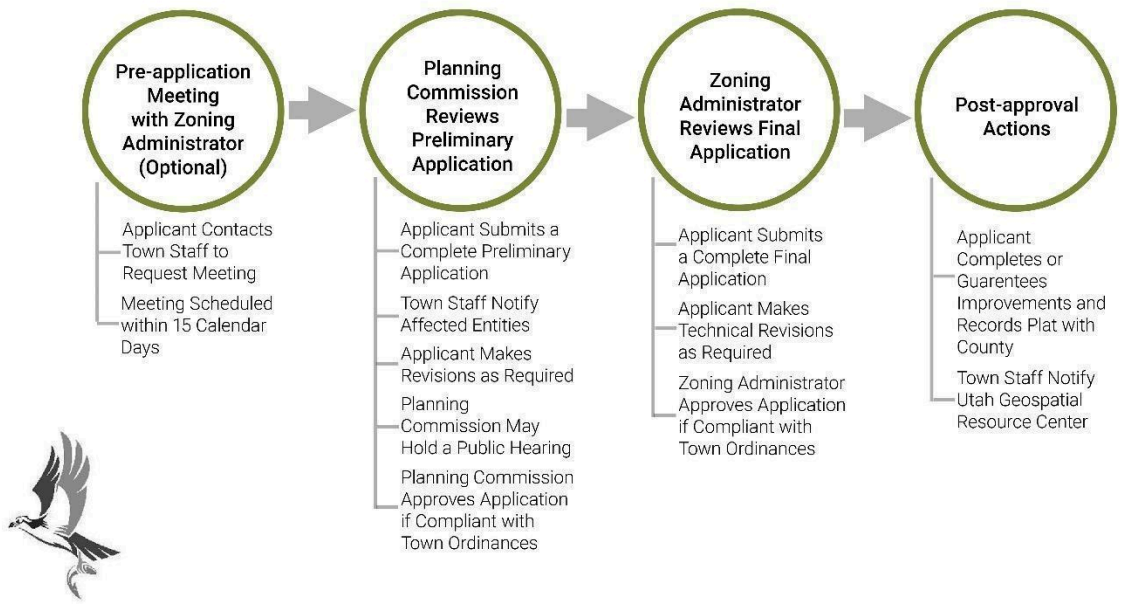 Pre-application
Meeting
with Zoning
Administrator
(Optional)
Applicant Contacts
Town Staff to
Request Meeting
Meeting Scheduled
within 15 Calendar
Days
Planning
Commission
Reviews
Preliminary
Application
Applicant Submits a
Complete Preliminary
Application
Town Staff Notify
Affected Entities
Applicant Makes
Revisions as Required
Planning
Commission May
Hold a Public Hearing
Planning Commission
Approves Application
if Compliant with
Town Ordinances
Zoning
Administrator
Reviews Final
Application
Applicant Submits
a Complete Final
Application
Applicant Makes
Technical Revisions
as Required
Zoning Administrator
Approves Application
if Compliant with
Town Ordinances
Post-approval
Actions
Applicant
Completes or
Guarentees
Improvements and
Records Plat with
County
Town Staff Notify
Utah Geospatial
Resource Center